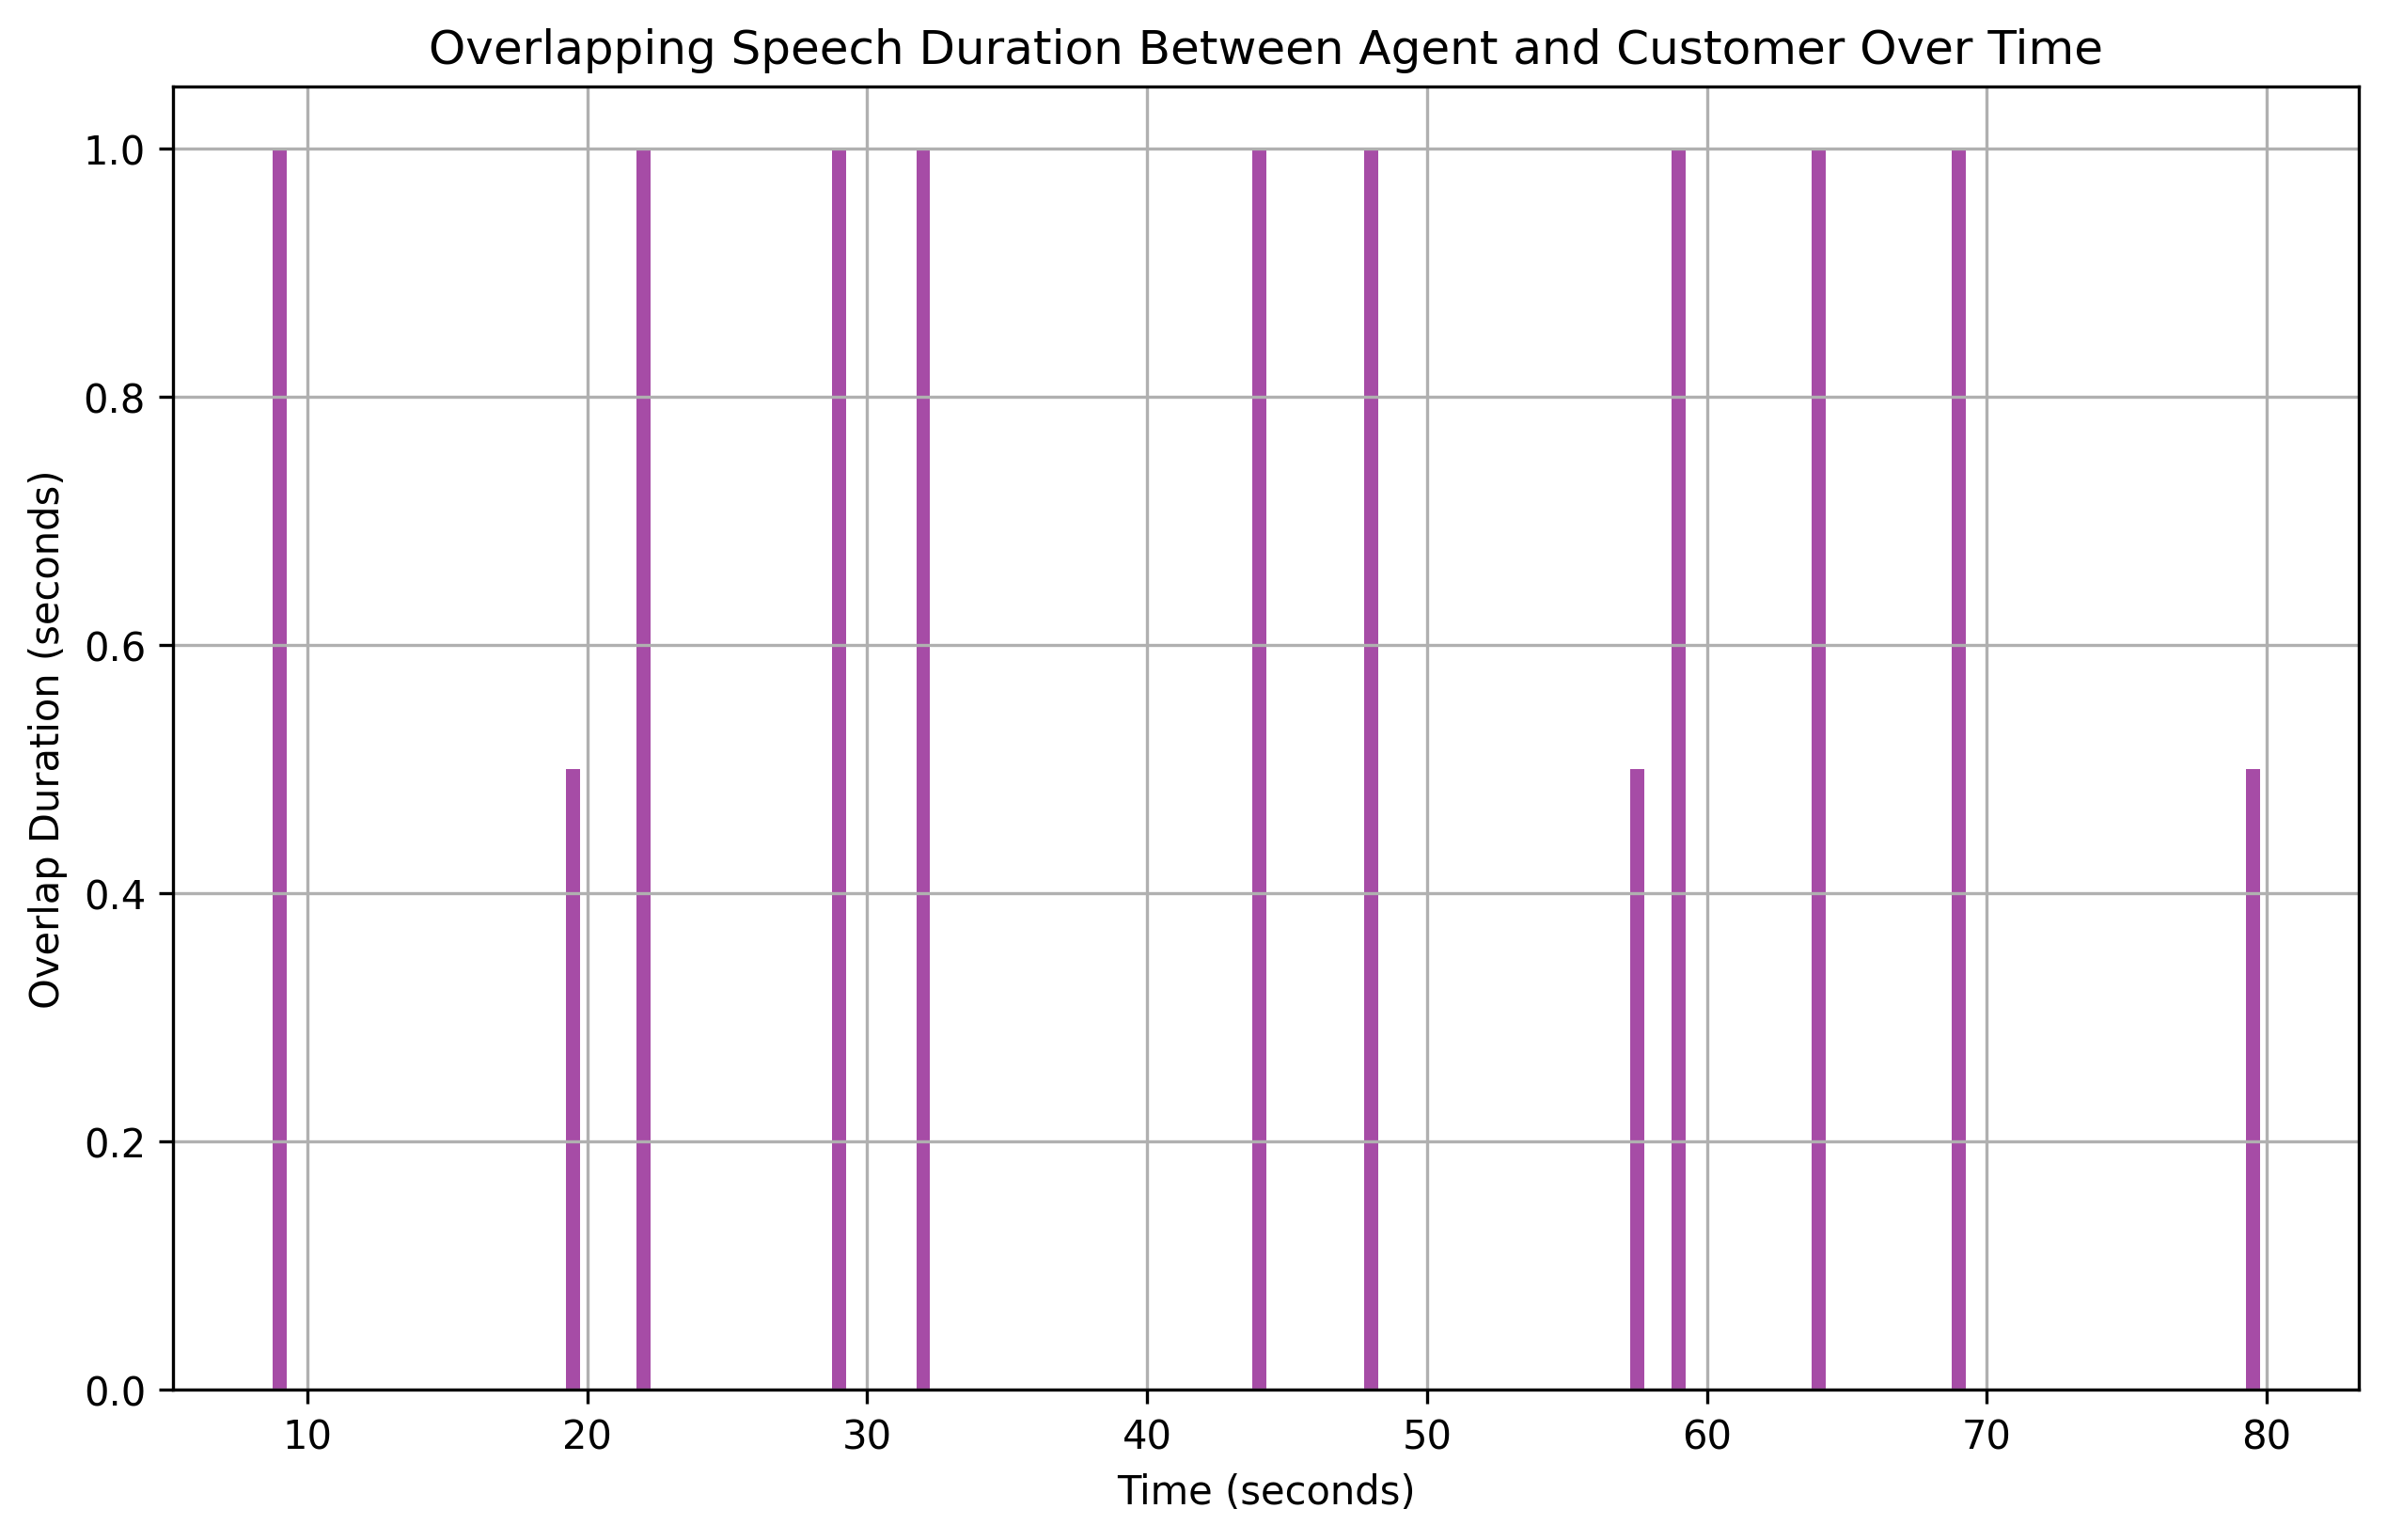 Overlapping Speech Duration Between Agent and Customer Over Time
Overlap Duration (seconds)
1.0
0.8
0.6
0.4
0.2
0.0
10 20 30 40 50 60 70 80
Time (seconds)